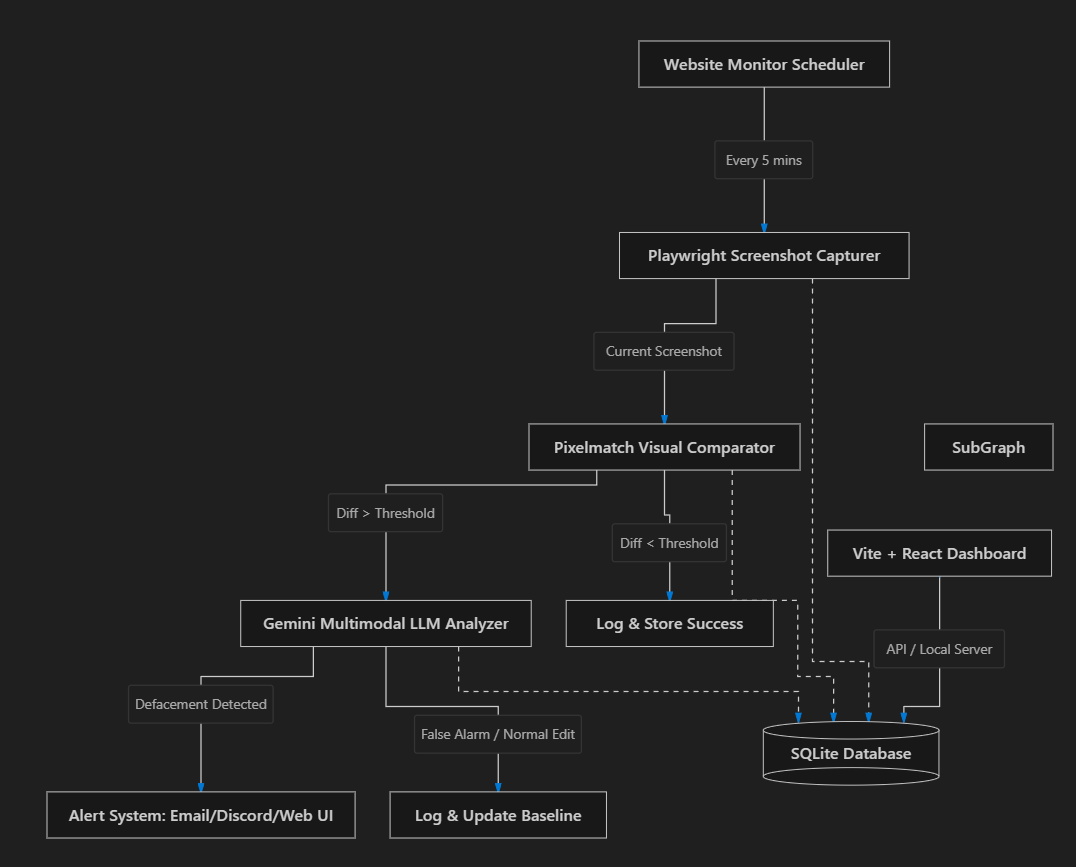 Website Monitor Scheduler
Every 5 mins
Playwright Screenshot Capturer
Current Screenshot
Pixelmatch Visual Comparator
SubGraph
Diff > Threshold
Diff < Threshold
Vite + React Dashboard
Gemini Multimodal LLM Analyzer
Log & Store Success
API / Local Server
Defacement Detected
False Alarm / Normal Edit
SQLite Database
Alert System: Email/Discord/Web UI
Log & Update Baseline